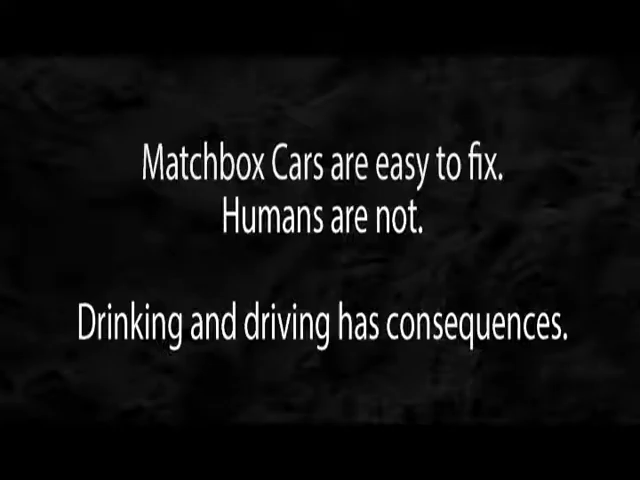 Matchbox Cars are easy to fix.
Humans are not.
Drinking and driving has consequences.